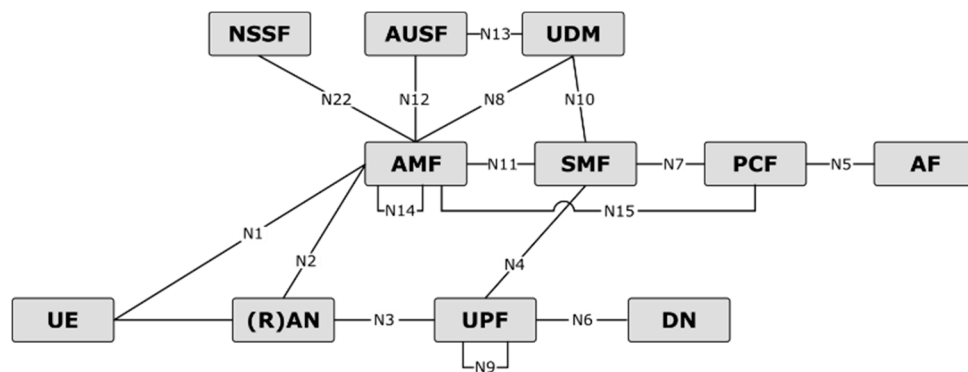 NSSF
AUSF
N13
UDM
N22
N12
N8
N10
AMF
N11
SMF
N7
PCF
N5
AF
N14
N15
N1
N2
N4
UE
(R)AN
N3
UPF
N6
DN
N9